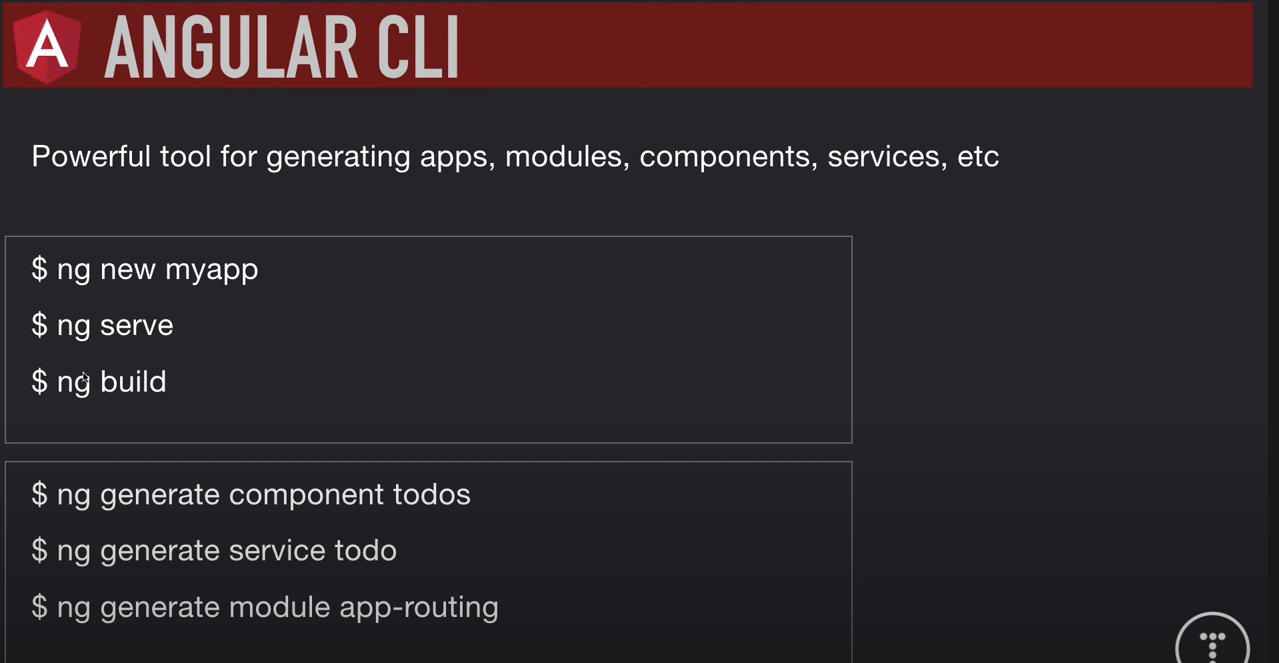 A ANGULAR CLI
Powerful tool for generating apps, modules, components, services, etc
$ ng new myapp
$ ng serve
$ ng build
$ ng generate component todos
$ ng generate service todo
$ ng generate module app-routing